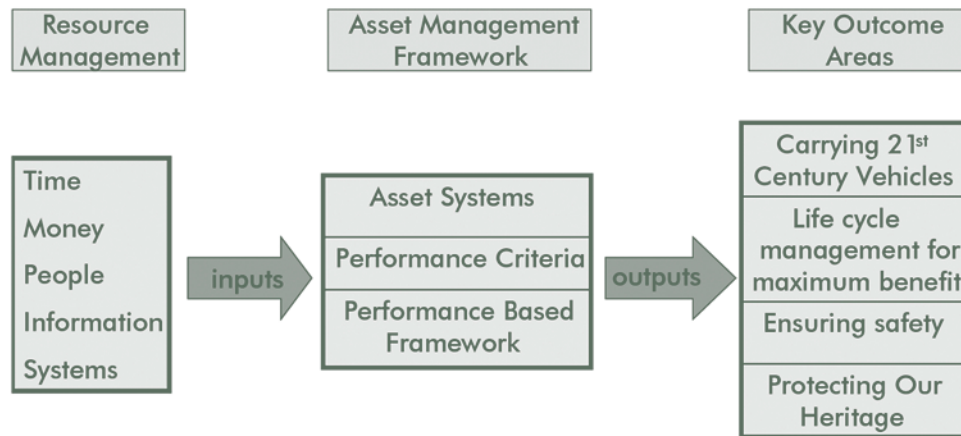 Resource
Management
Asset Management
Framework
Key Outcome
Areas
Time
Money
People
Information
Systems
inputs
Asset Systems
Performance Criteria
Performance Based
Framework
outputs
Carrying 21st
Century Vehicles
Life cycle
management for
maximum benefit
Ensuring safety
Protecting Our
Heritage